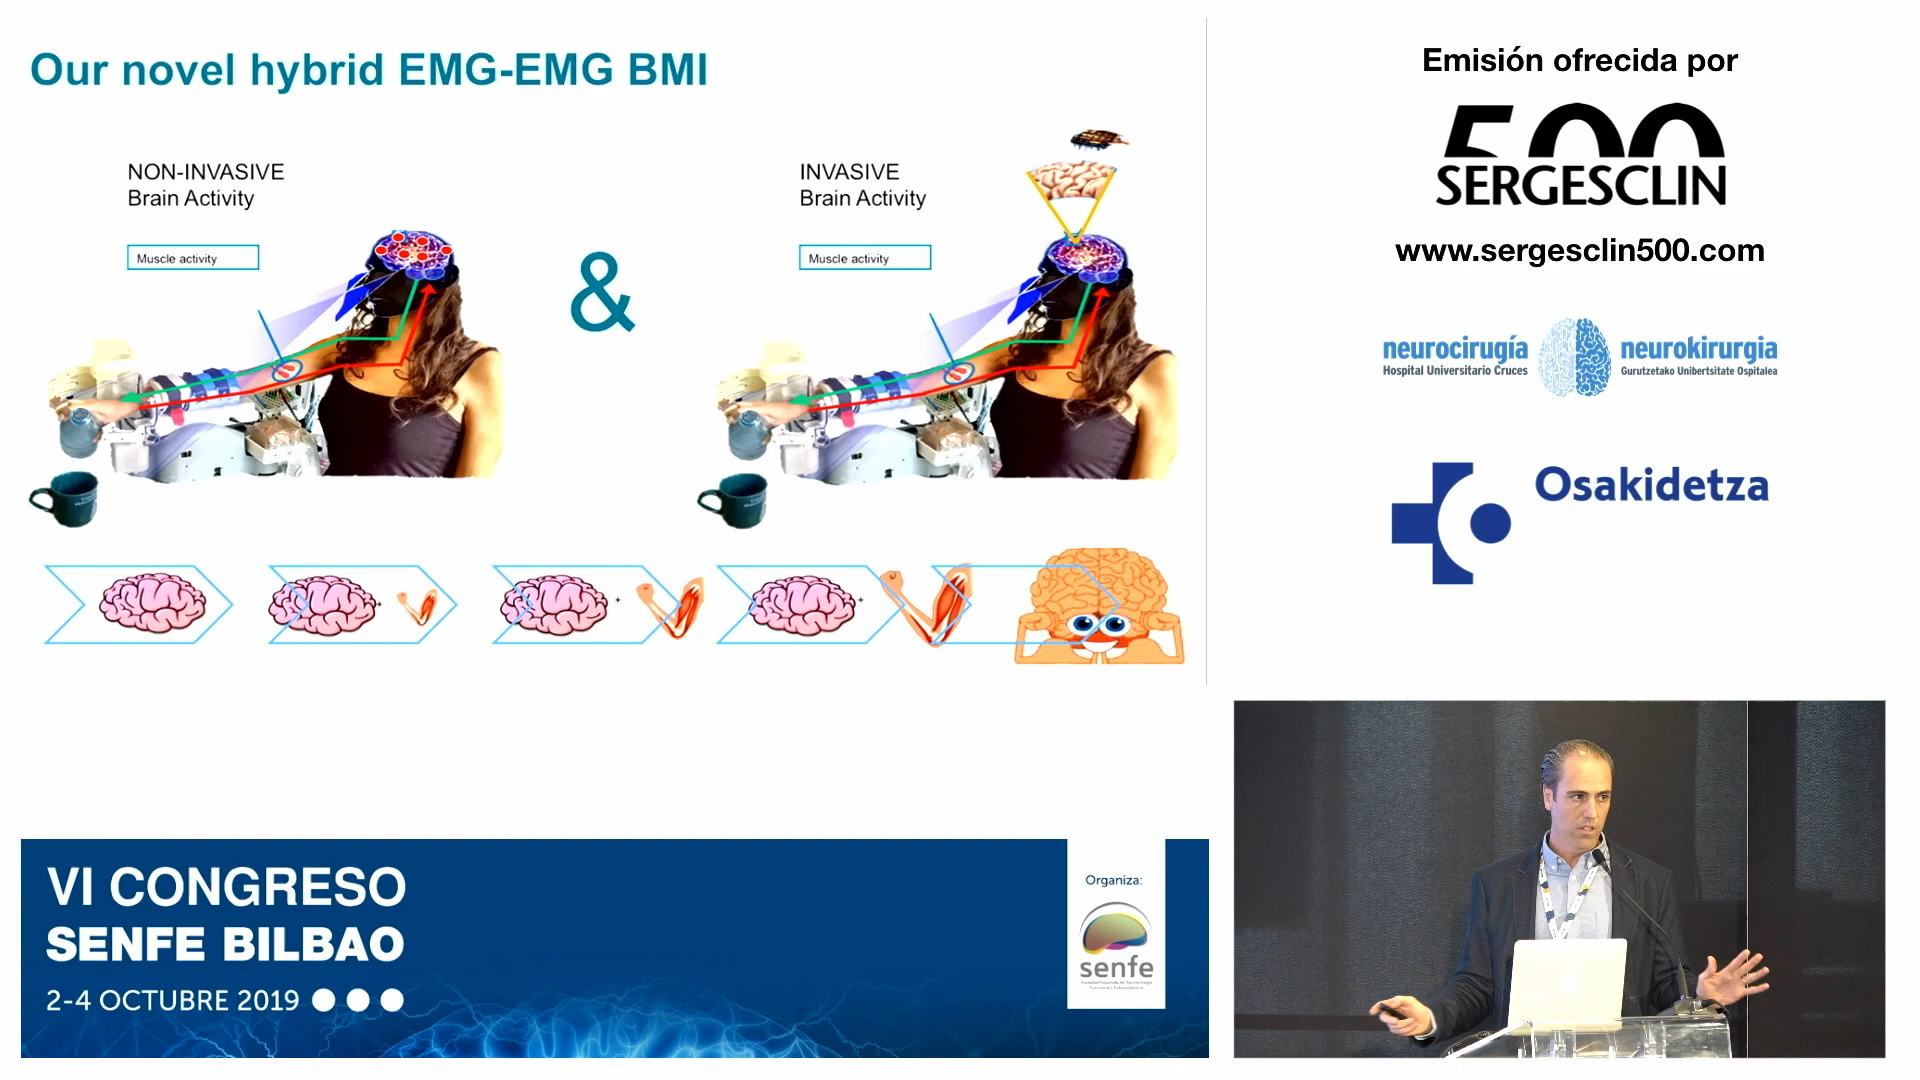 Our novel hybrid EMG-EMG BMI
NON-INVASIVE
Brain Activity
Muscle activity
&
INVASIVE
Brain Activity
Muscle activity
+
+
+
Emisión ofrecida por
500
SERGESCLIN
www.sergesclin500.com
neurocirugía
Hospital Universitario Cruces
neurokirurgia
Gurutzetako Unibertsitate Ospitalea
Osakidetza
VI CONGRESO
SENFE BILBAO
2-4 OCTUBRE 2019
Organiza:
senfe